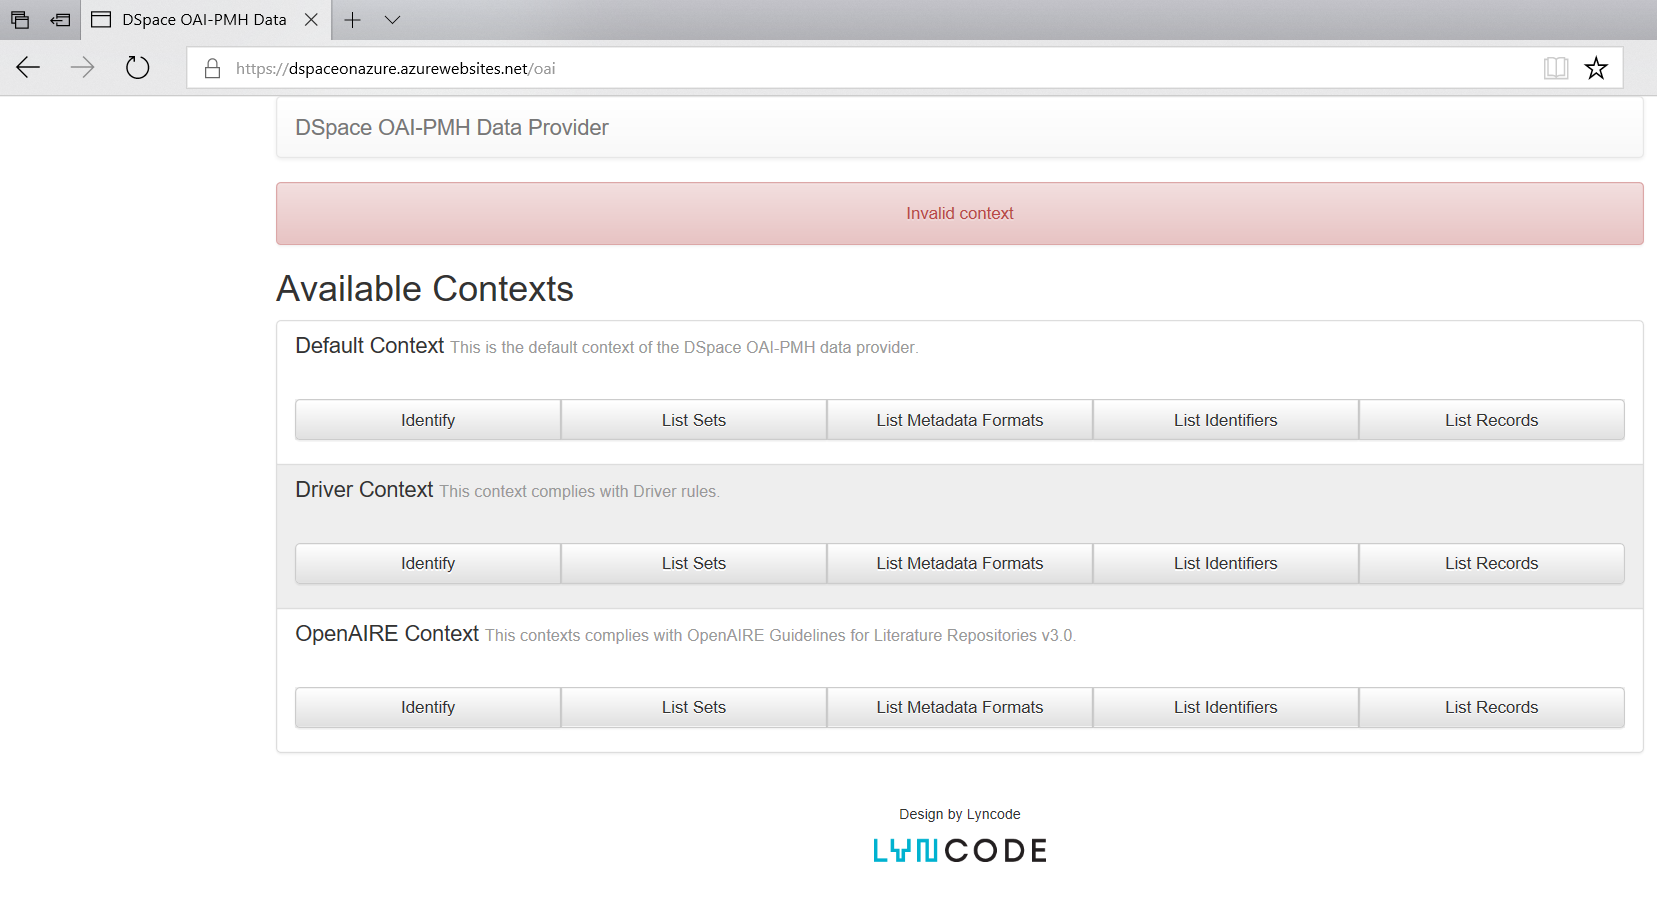 DSpace OAI-PMH Data
https://dspaceonazure.azurewebsites.net/oai
DSpace OAI-PMH Data Provider
Invalid context
Available Contexts
Default Context This is the default context of the DSpace OAI-PMH data provider.
Identify List Sets List Metadata Formats List Identifiers List Records
Driver Context This context complies with Driver rules.
Identify List Sets List Metadata Formats List Identifiers List Records
OpenAIRE Context This contexts complies with OpenAIRE Guidelines for Literature Repositories v3.0.
Identify List Sets List Metadata Formats List Identifiers List Records
Design by Lyncode
LYNCODE